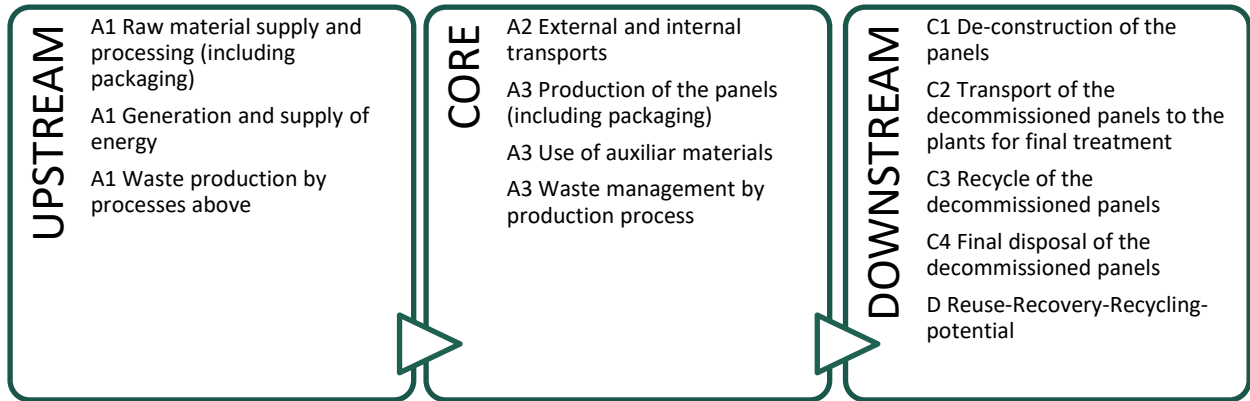 UPSTREAM
A1 Raw material supply and
processing (including
packaging)
A1 Generation and supply of
energy
A1 Waste production by
processes above
CORE
A2 External and internal
transports
A3 Production of the panels
(including packaging)
A3 Use of auxiliar materials
A3 Waste management by
production process
DOWNSTREAM
C1 De-construction of the
panels
C2 Transport of the
decommissioned panels to the
plants for final treatment
C3 Recycle of the
decommissioned panels
C4 Final disposal of the
decommissioned panels
D Reuse-Recovery-Recycling-
potential